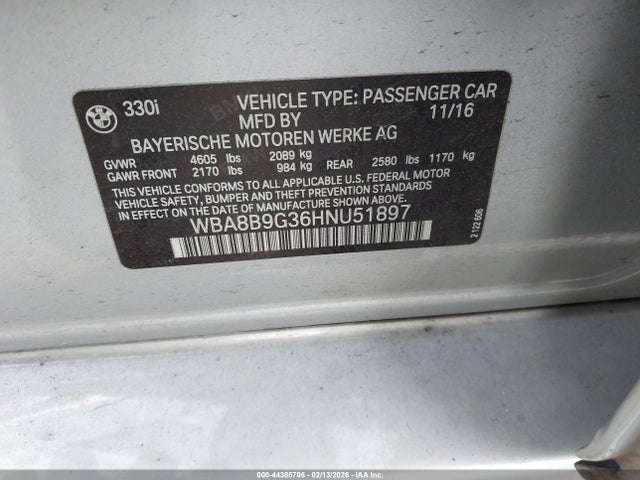 330i VEHICLE TYPE: PASSENGER CAR
MFD BY 11/16
BAYERISCHE MOTOREN WERKE AG
GVWR 4605 lbs 2089 kg
GAWR FRONT 2170 lbs 984 kg REAR 2580 lbs 1170 kg
THIS VEHICLE CONFORMS TO ALL APPLICABLE U.S. FEDERAL MOTOR
VEHICLE SAFETY, BUMPER, AND THEFT PREVENTION STANDARDS
IN EFFECT ON THE DATE OF MANUFACTURE SHOWN ABOVE.
WBA8B9G36HNU51897
2 122 608
000-44385706 - 02/13/2026 - IAA Inc.